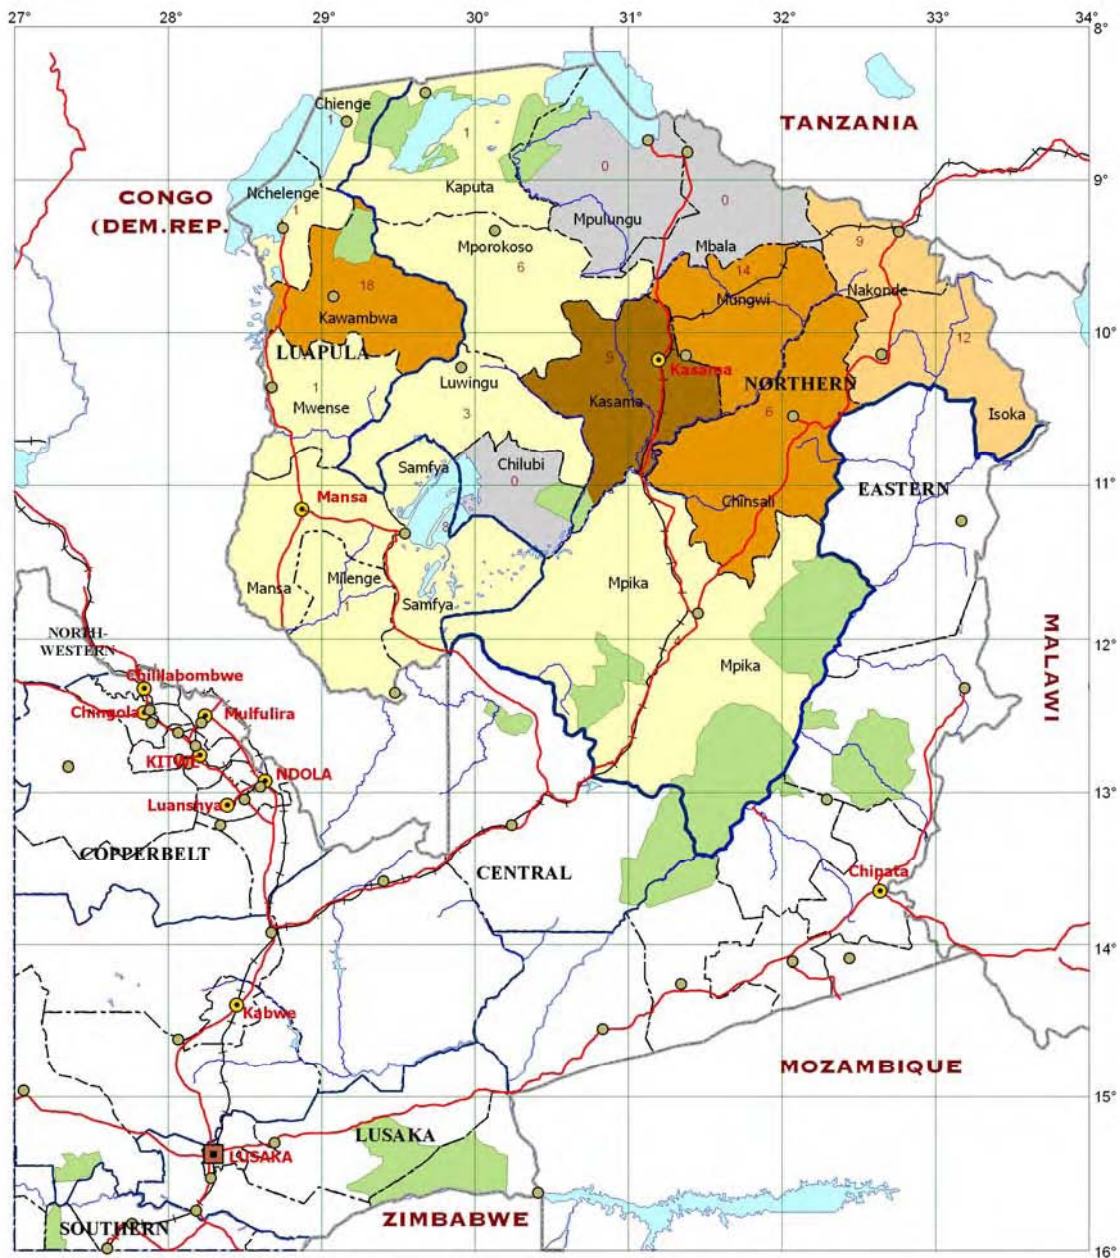 27°
28°
29°
30°
31°
32°
33°
34°
8°
Chienge
1
1
TANZANIA
0
CONGO
(DEM.REP.
Nchelenge
1
Kaputa
9°
0
Mpulungu
Mporokoso
6
Mbala
9
14
Mungwi
Nakonde
18
Kawambwa
12
10°
LUAPULA
9
Kasama
Luwingu
NORTHERN
1
Mwense
Kasama
3
6
Isoka
Samfya
Chilubi
0
11°
EASTERN
Mansa
Chinsali
8
Mpika
Milenge
Mansa
1
Samfya
4
12°
MALAWI
NORTH-
WESTERN
Mpika
Chililabombwe
Chingola
Mulfulira
KITWE
NDOLA
Luanshya
13°
COPPERBELT
CENTRAL
Chipata
14°
Kabwe
MOZAMBIQUE
15°
LUSAKA
LUSAKA
ZIMBABWE
SOUTHERN
16°